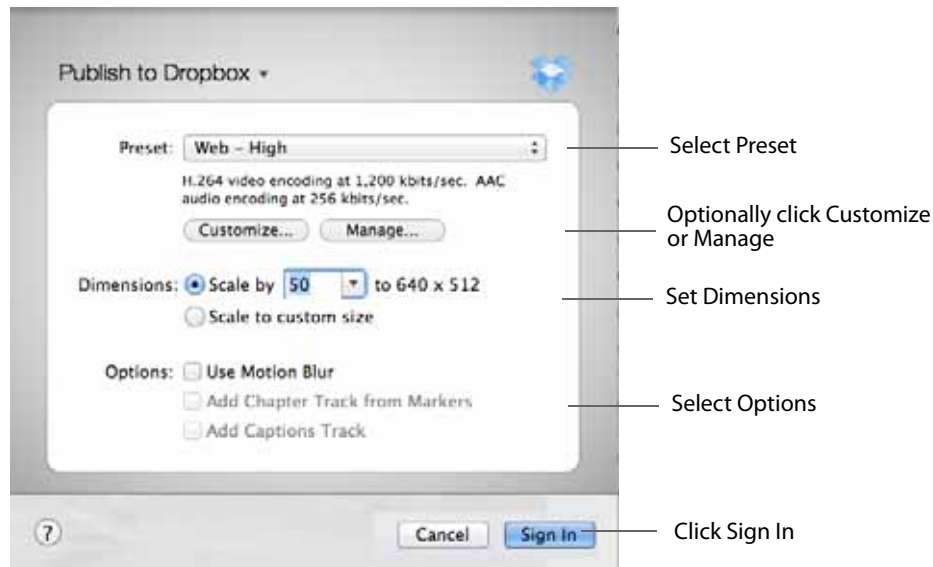 Publish to Dropbox
Preset: Web – High
Select Preset
H.264 video encoding at 1,200 kbits/sec. AAC
audio encoding at 256 kbits/sec.
Customize... Manage...
Optionally click Customize
or Manage
Dimensions: Scale by 50 to 640 x 512
Set Dimensions
Scale to custom size
Options: Use Motion Blur
Add Chapter Track from Markers
Select Options
Add Captions Track
? Cancel Sign In
Click Sign In